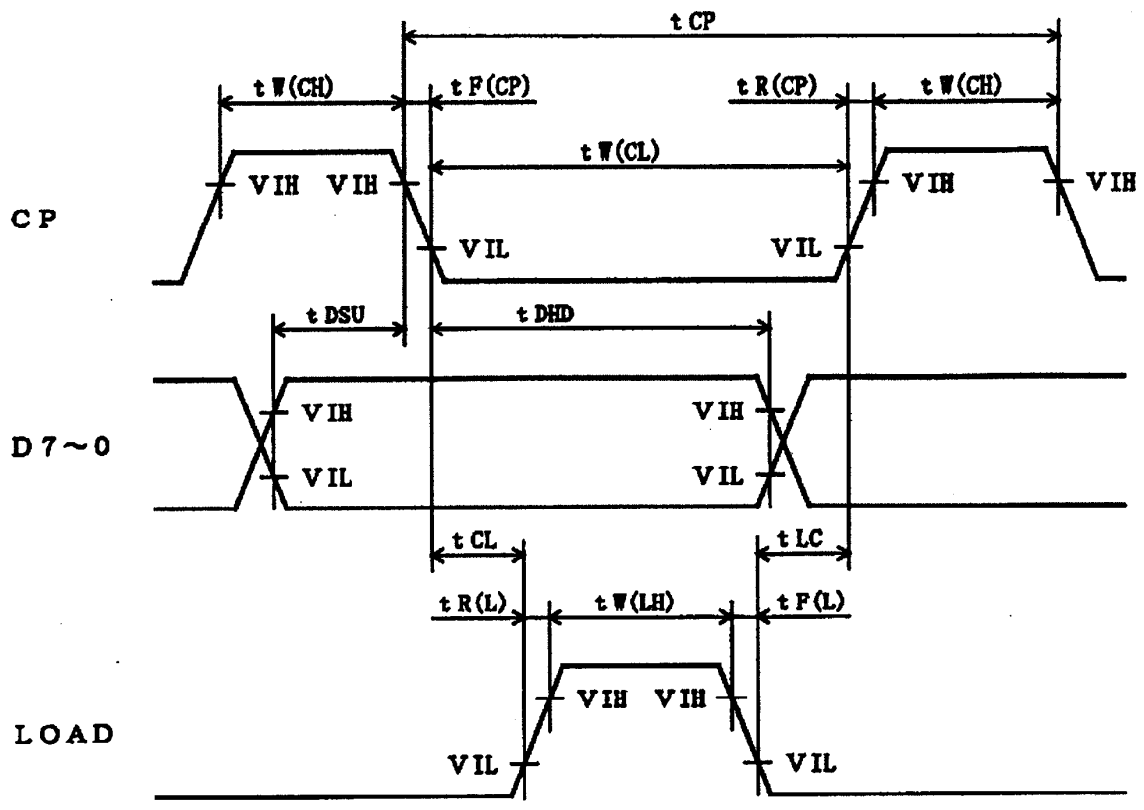 t CP
t W(CH) t F(CP) t R(CP) t W(CH)
t W(CL)
VIH VIH VIH VIH
CP
VIL VIL
t DSU t DHD
VIH VIH
D7~0
VIL VIL
t CL t LC
t R(L) t W(LH) t F(L)
VIH VIH
LOAD
VIL VIL